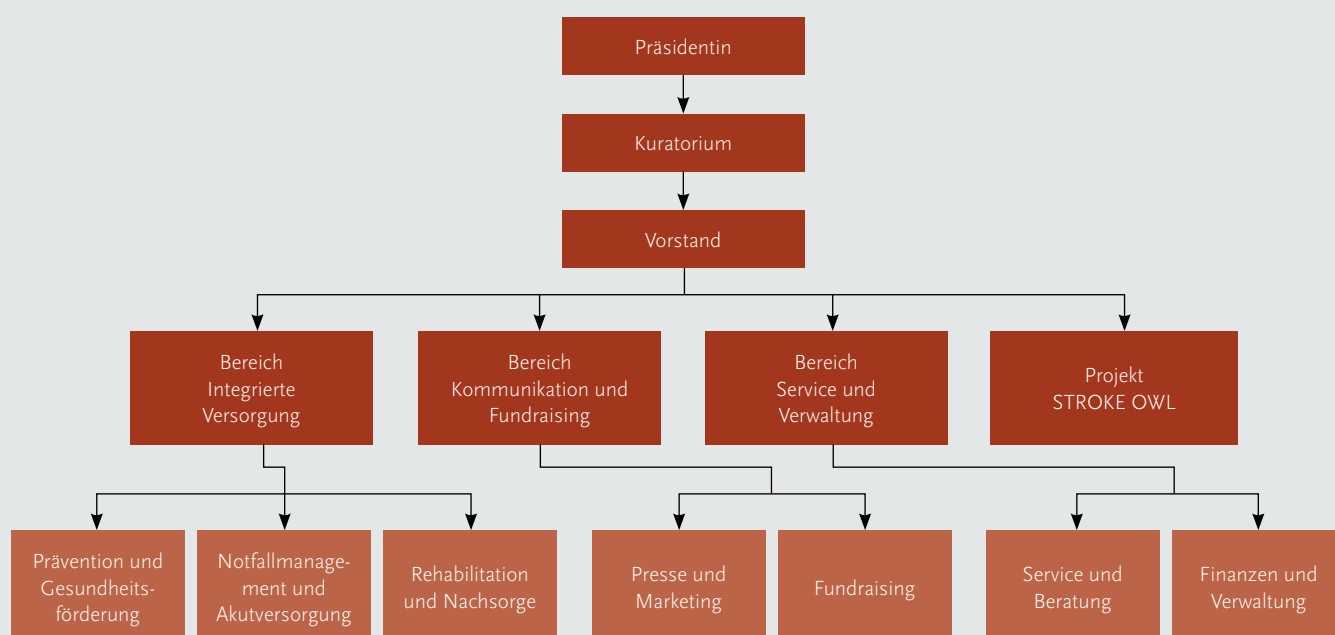 Präsidentin
Kuratorium
Vorstand
Bereich
Integrierte
Versorgung
Bereich
Kommunikation und
Fundraising
Bereich
Service und
Verwaltung
Projekt
STROKE OWL
Prävention und
Gesundheits-
förderung
Notfallmanage-
ment und
Akutversorgung
Rehabilitation
und Nachsorge
Presse und
Marketing
Fundraising
Service und
Beratung
Finanzen und
Verwaltung